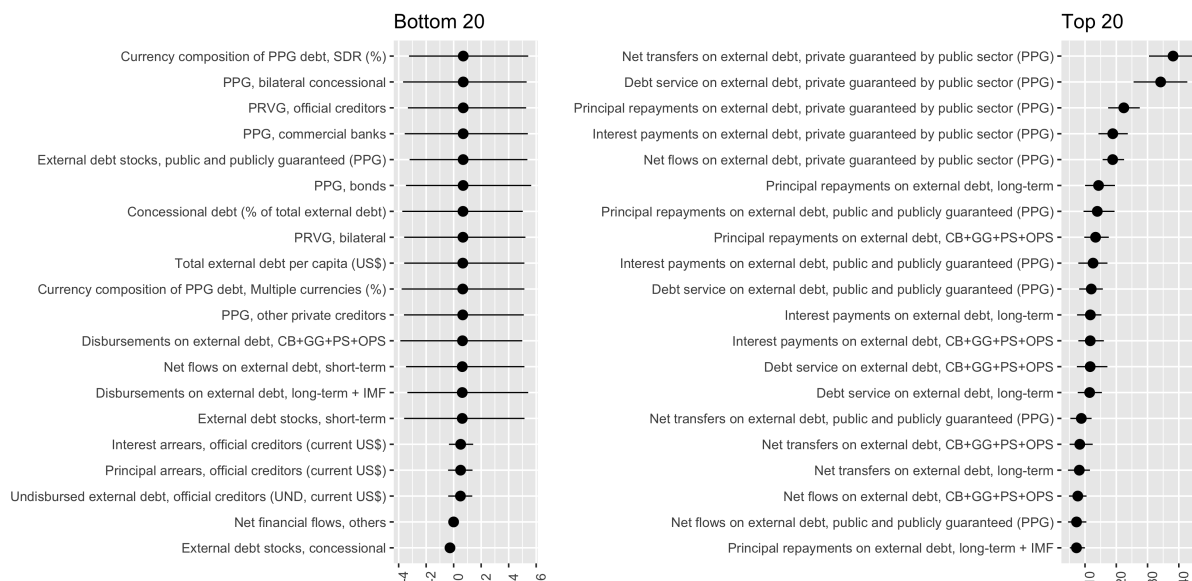 Bottom 20
Currency composition of PPG debt, SDR (%)
PPG, bilateral concessional
PRVG, official creditors
PPG, commercial banks
External debt stocks, public and publicly guaranteed (PPG)
PPG, bonds
Concessional debt (% of total external debt)
PRVG, bilateral
Total external debt per capita (US$)
Currency composition of PPG debt, Multiple currencies (%)
PPG, other private creditors
Disbursements on external debt, CB+GG+PS+OPS
Net flows on external debt, short-term
Disbursements on external debt, long-term + IMF
External debt stocks, short-term
Interest arrears, official creditors (current US$)
Principal arrears, official creditors (current US$)
Undisbursed external debt, official creditors (UND, current US$)
Net financial flows, others
External debt stocks, concessional
-4 -2 0 2 4 6
Top 20
Net transfers on external debt, private guaranteed by public sector (PPG)
Debt service on external debt, private guaranteed by public sector (PPG)
Principal repayments on external debt, private guaranteed by public sector (PPG)
Interest payments on external debt, private guaranteed by public sector (PPG)
Net flows on external debt, private guaranteed by public sector (PPG)
Principal repayments on external debt, long-term
Principal repayments on external debt, public and publicly guaranteed (PPG)
Principal repayments on external debt, CB+GG+PS+OPS
Interest payments on external debt, public and publicly guaranteed (PPG)
Debt service on external debt, public and publicly guaranteed (PPG)
Interest payments on external debt, long-term
Interest payments on external debt, CB+GG+PS+OPS
Debt service on external debt, CB+GG+PS+OPS
Debt service on external debt, long-term
Net transfers on external debt, public and publicly guaranteed (PPG)
Net transfers on external debt, CB+GG+PS+OPS
Net transfers on external debt, long-term
Net flows on external debt, CB+GG+PS+OPS
Net flows on external debt, public and publicly guaranteed (PPG)
Principal repayments on external debt, long-term + IMF
10 20 30 40